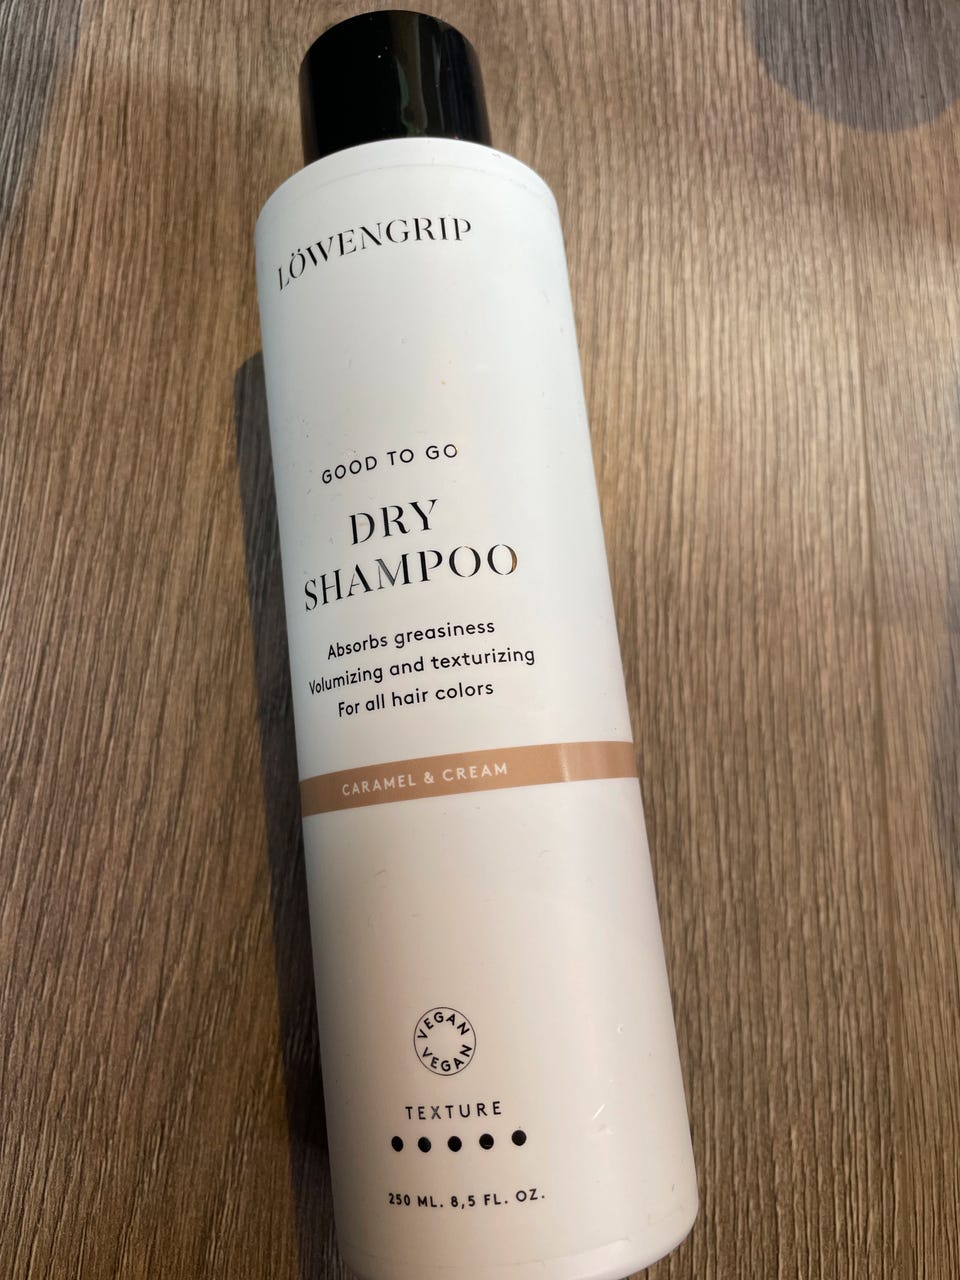 LÖWENGRIP
GOOD TO GO
DRY
SHAMPOO
Absorbs greasiness
Volumizing and texturizing
For all hair colors
CARAMEL & CREAM
VEGAN
VEGAN
TEXTURE
250 ML. 8,5 FL. OZ.